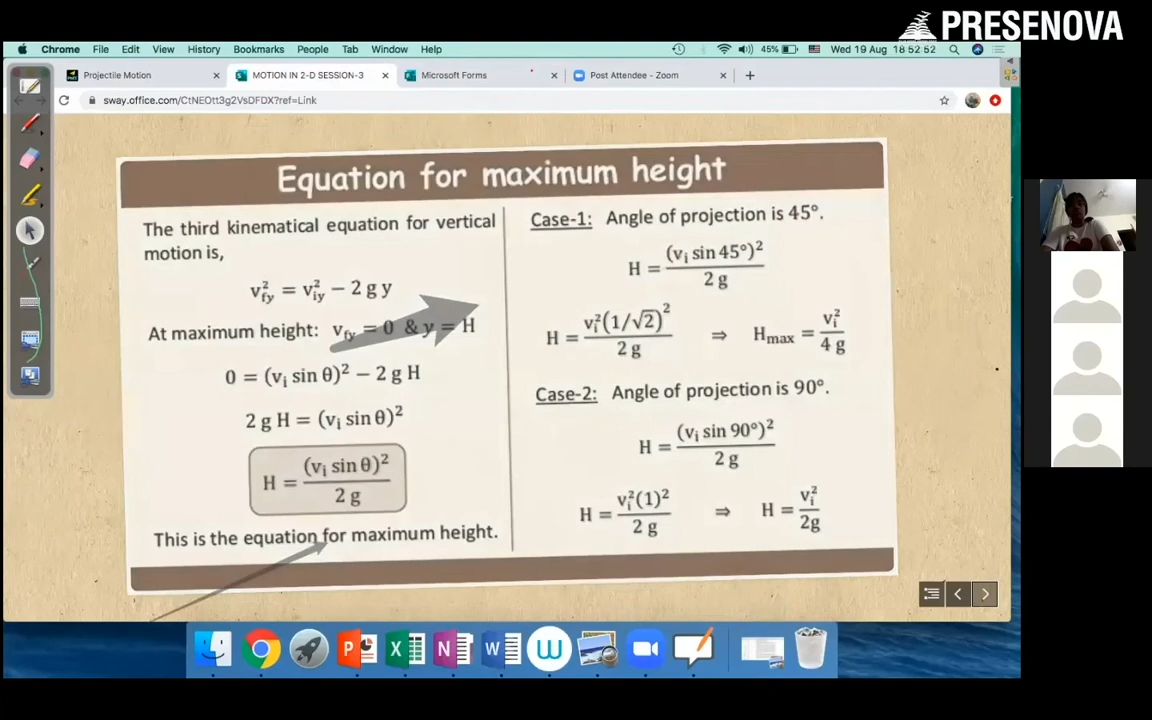 PRESENOVA
Chrome File Edit View History Bookmarks People Tab Window Help 45% Wed 19 Aug 18:52:52
Projectile Motion × MOTION IN 2-D SESSION-3 × Microsoft Forms × Post Attendee - Zoom × +
sway.office.com/CtNEOtt3g2VsDFDX?ref=Link
Equation for maximum height
The third kinematical equation for vertical
motion is,
v²fy = v²iy − 2 g y
At maximum height: vfy = 0 & y = H
0 = (vi sin θ)² − 2 g H
2 g H = (vi sin θ)²
H = (vi sin θ)² / 2 g
This is the equation for maximum height.
Case-1: Angle of projection is 45°.
H = (vi sin 45°)² / 2 g
H = vi²(1/√2)² / 2 g ⇒ Hmax = vi² / 4 g
Case-2: Angle of projection is 90°.
H = (vi sin 90°)² / 2 g
H = vi²(1)² / 2 g ⇒ H = vi² / 2g
P X N W W